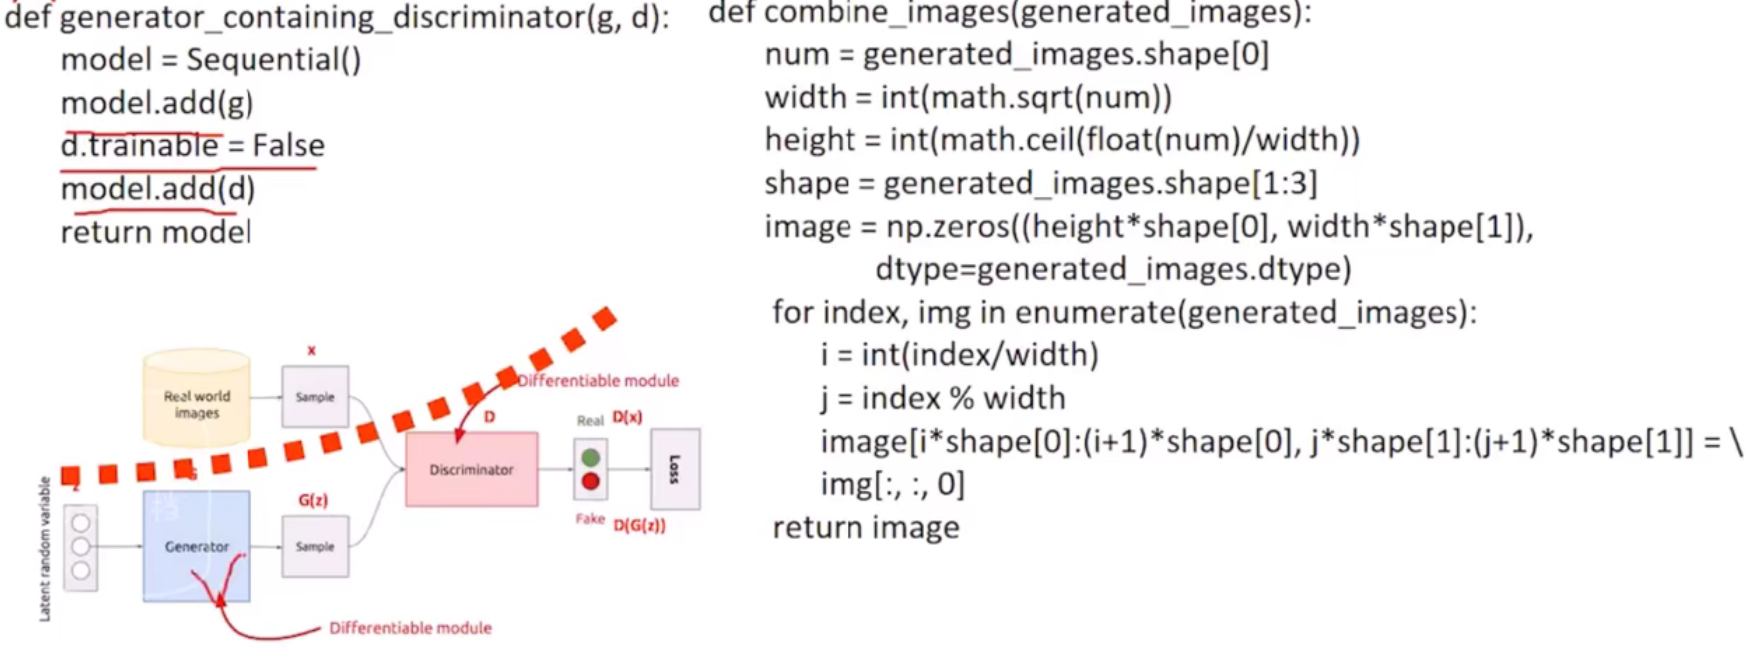 def generator_containing_discriminator(g, d):
model = Sequential()
model.add(g)
d.trainable = False
model.add(d)
return model
def combine_images(generated_images):
num = generated_images.shape[0]
width = int(math.sqrt(num))
height = int(math.ceil(float(num)/width))
shape = generated_images.shape[1:3]
image = np.zeros((height*shape[0], width*shape[1]),
dtype=generated_images.dtype)
for index, img in enumerate(generated_images):
i = int(index/width)
j = index % width
image[i*shape[0]:(i+1)*shape[0], j*shape[1]:(j+1)*shape[1]] = \
img[:, :, 0]
return image
Real world
images
x
Sample
Differentiable module
D
Discriminator
Real D(x)
Loss
Fake D(G(z))
Latent random variable
Generator
G(z)
Sample
Differentiable module